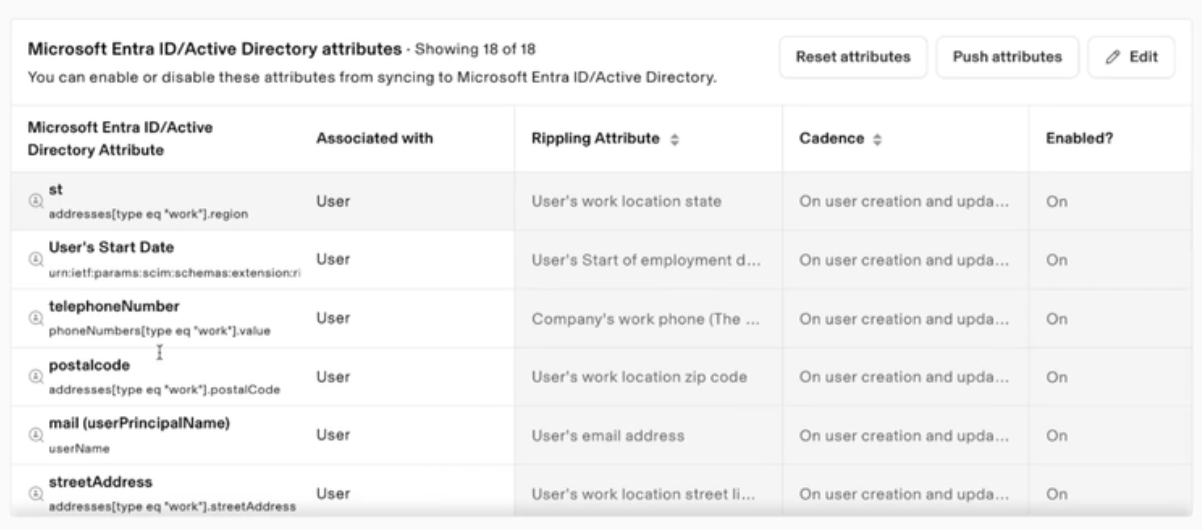 Microsoft Entra ID/Active Directory attributes · Showing 18 of 18
You can enable or disable these attributes from syncing to Microsoft Entra ID/Active Directory.
Reset attributes
Push attributes
Edit
Microsoft Entra ID/Active
Directory Attribute
Associated with
Rippling Attribute
Cadence
Enabled?
st
addresses[type eq "work"].region
User
User's work location state
On user creation and upda...
On
User's Start Date
urn:ietf:params:scim:schemas:extension:ri
User
User's Start of employment d...
On user creation and upda...
On
telephoneNumber
phoneNumbers[type eq "work"].value
User
Company's work phone (The ...
On user creation and upda...
On
postalcode
addresses[type eq "work"].postalCode
User
User's work location zip code
On user creation and upda...
On
mail (userPrincipalName)
userName
User
User's email address
On user creation and upda...
On
streetAddress
addresses[type eq "work"].streetAddress
User
User's work location street li...
On user creation and upda...
On